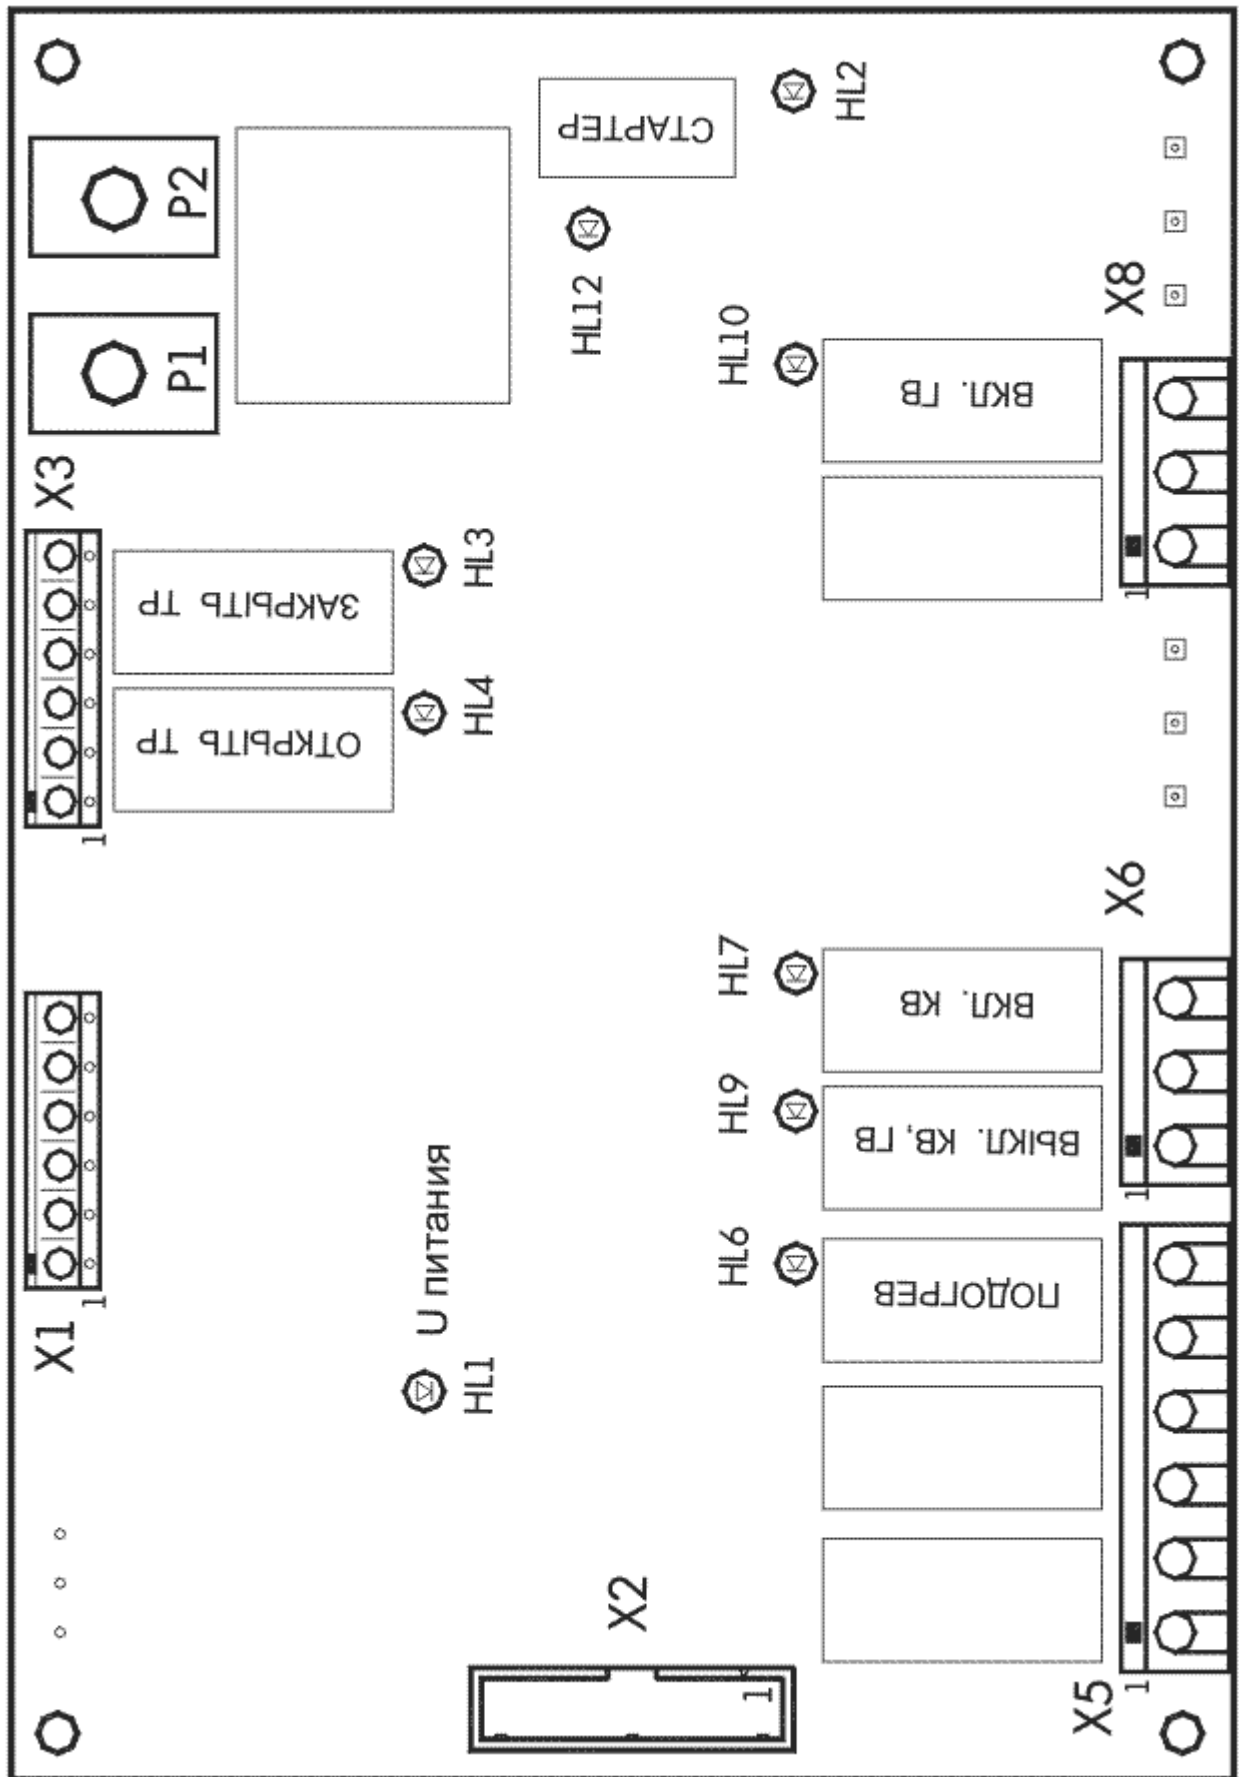 HL2
СТАРТЕР
P2
HL12
X8
HL10
P1
ВКЛ. ГВ
X3
HL3
ЗАКРЫТЬ ТР
1
HL4
ОТКРЫТЬ ТР
1
X6
HL7
ВКЛ. КВ
HL9
ВЫКЛ. КВ, ГВ
1
U питания
HL6
1
X1
ПОДОГРЕВ
HL1
X2
1
X5
1